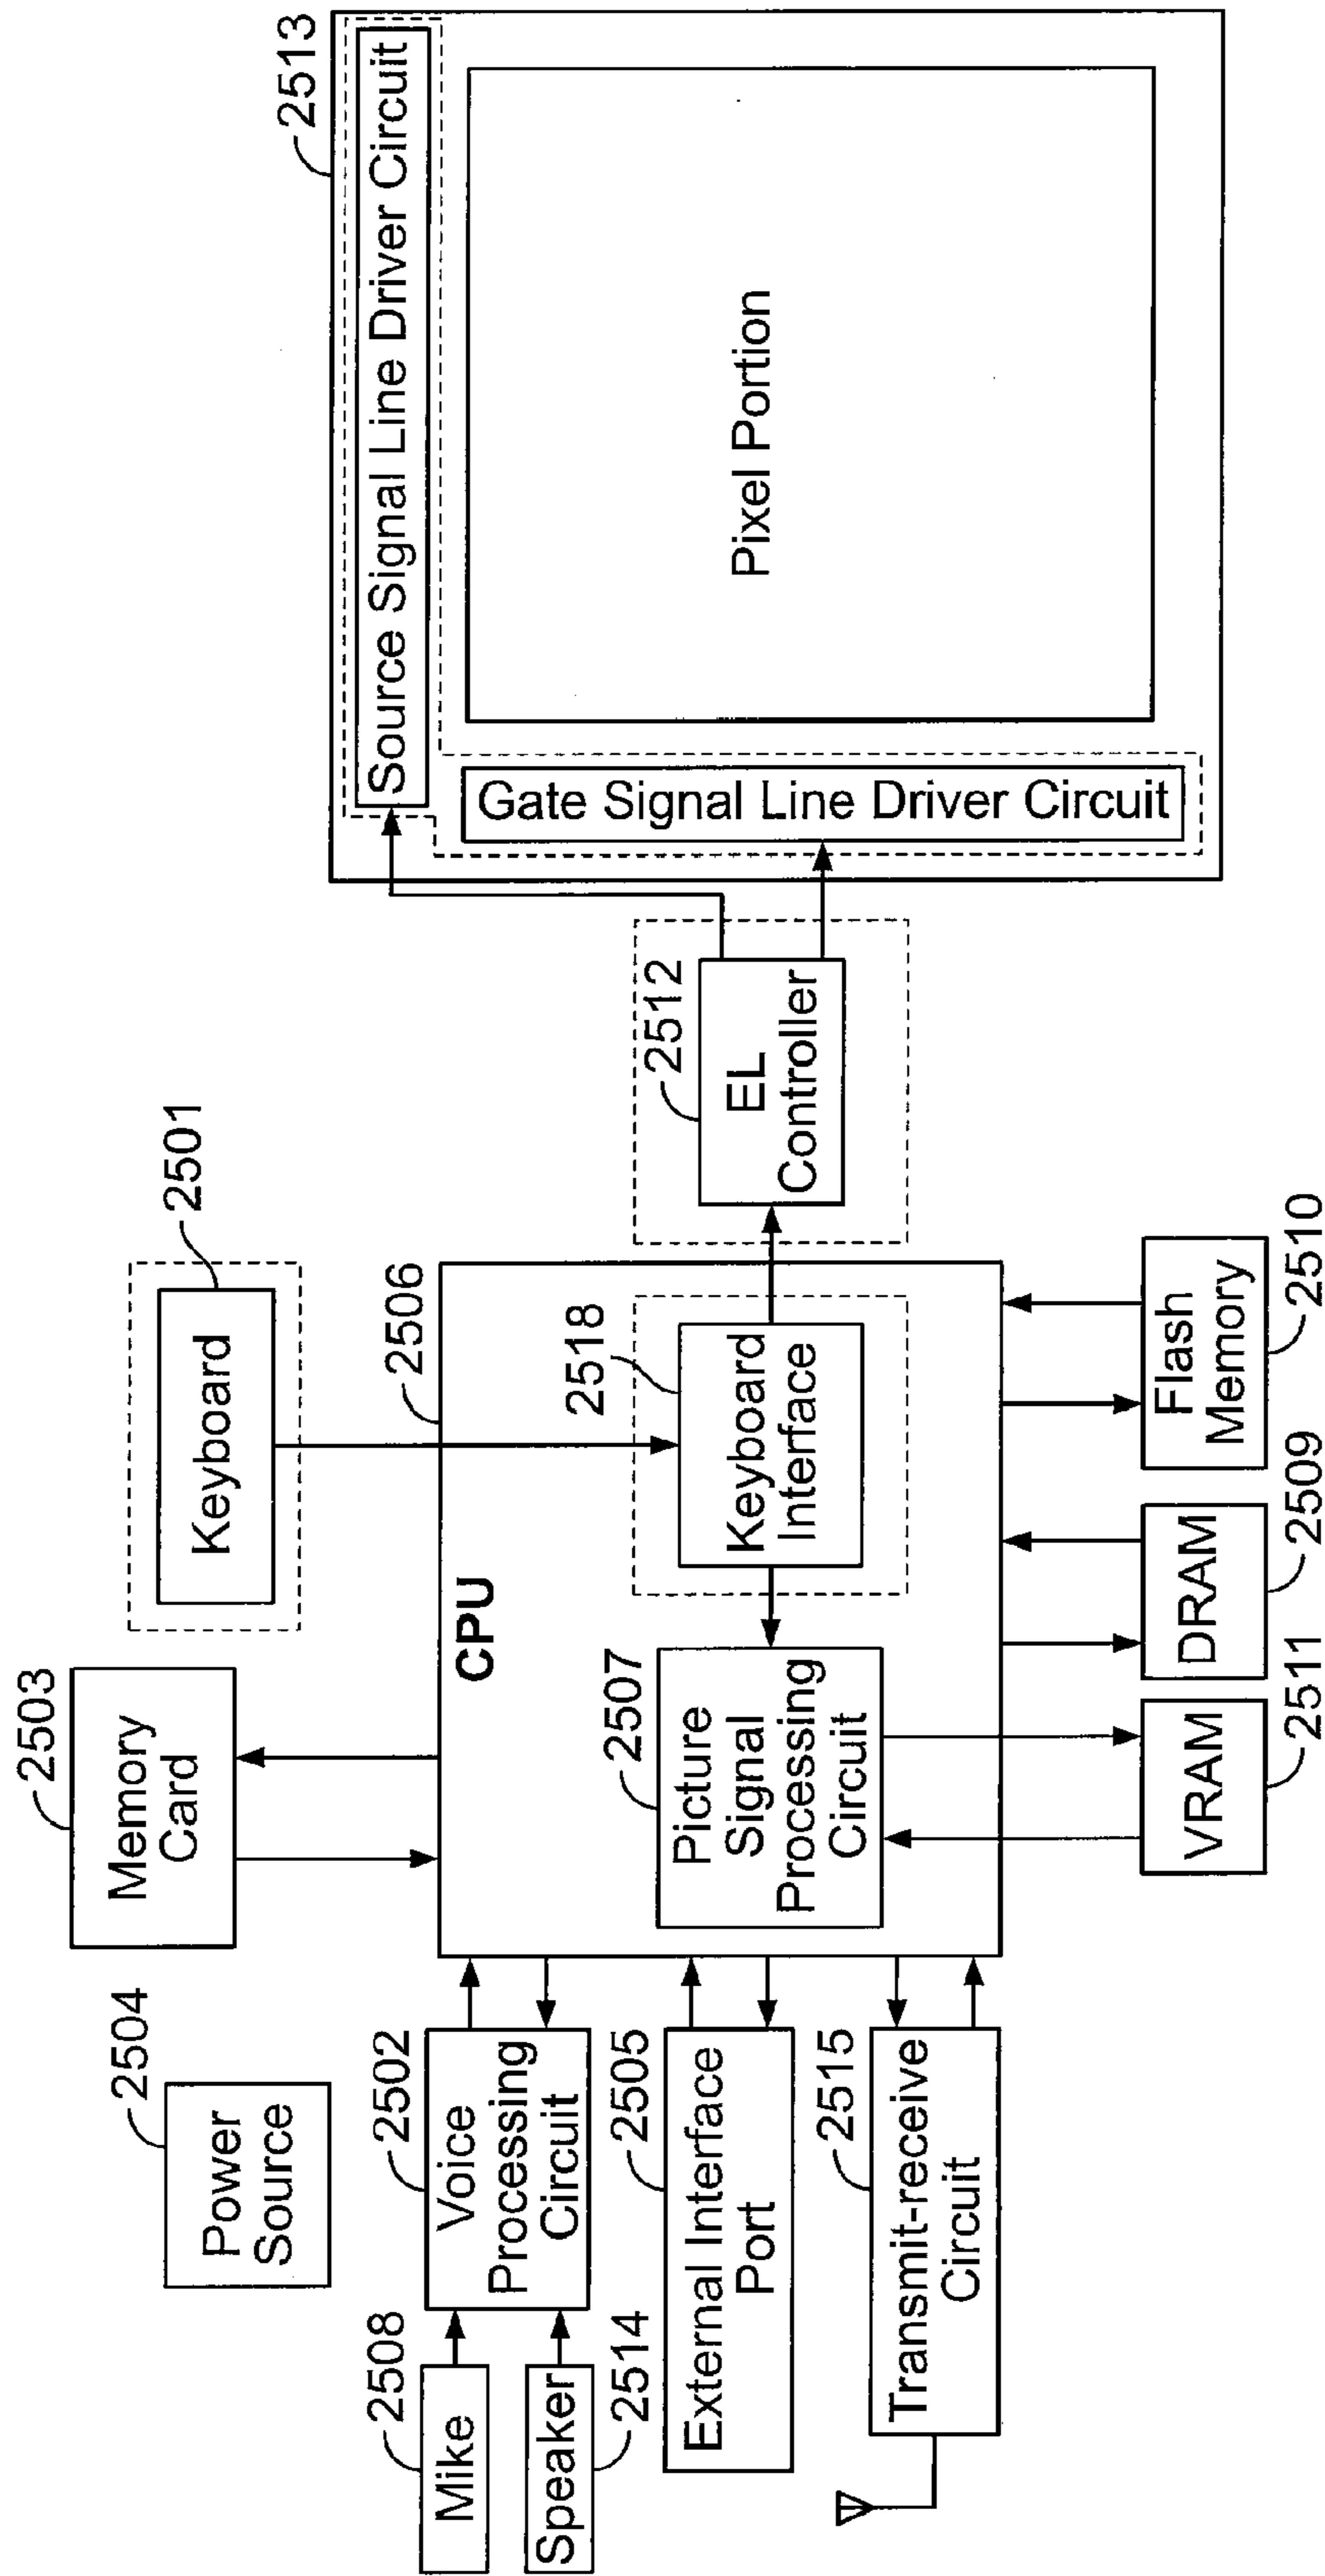 2504
Power
Source
2503
Memory
Card
2501
Keyboard
2513
Source Signal Line Driver Circuit
Gate Signal Line Driver Circuit
Pixel Portion
2508
Mike
Speaker
2514
2502
Voice
Processing
Circuit
2505
External Interface
Port
2515
Transmit-receive
Circuit
2506
CPU
2507
Picture
Signal
Processing
Circuit
2518
Keyboard
Interface
2512
EL
Controller
VRAM
2511
DRAM
2509
Flash
Memory
2510